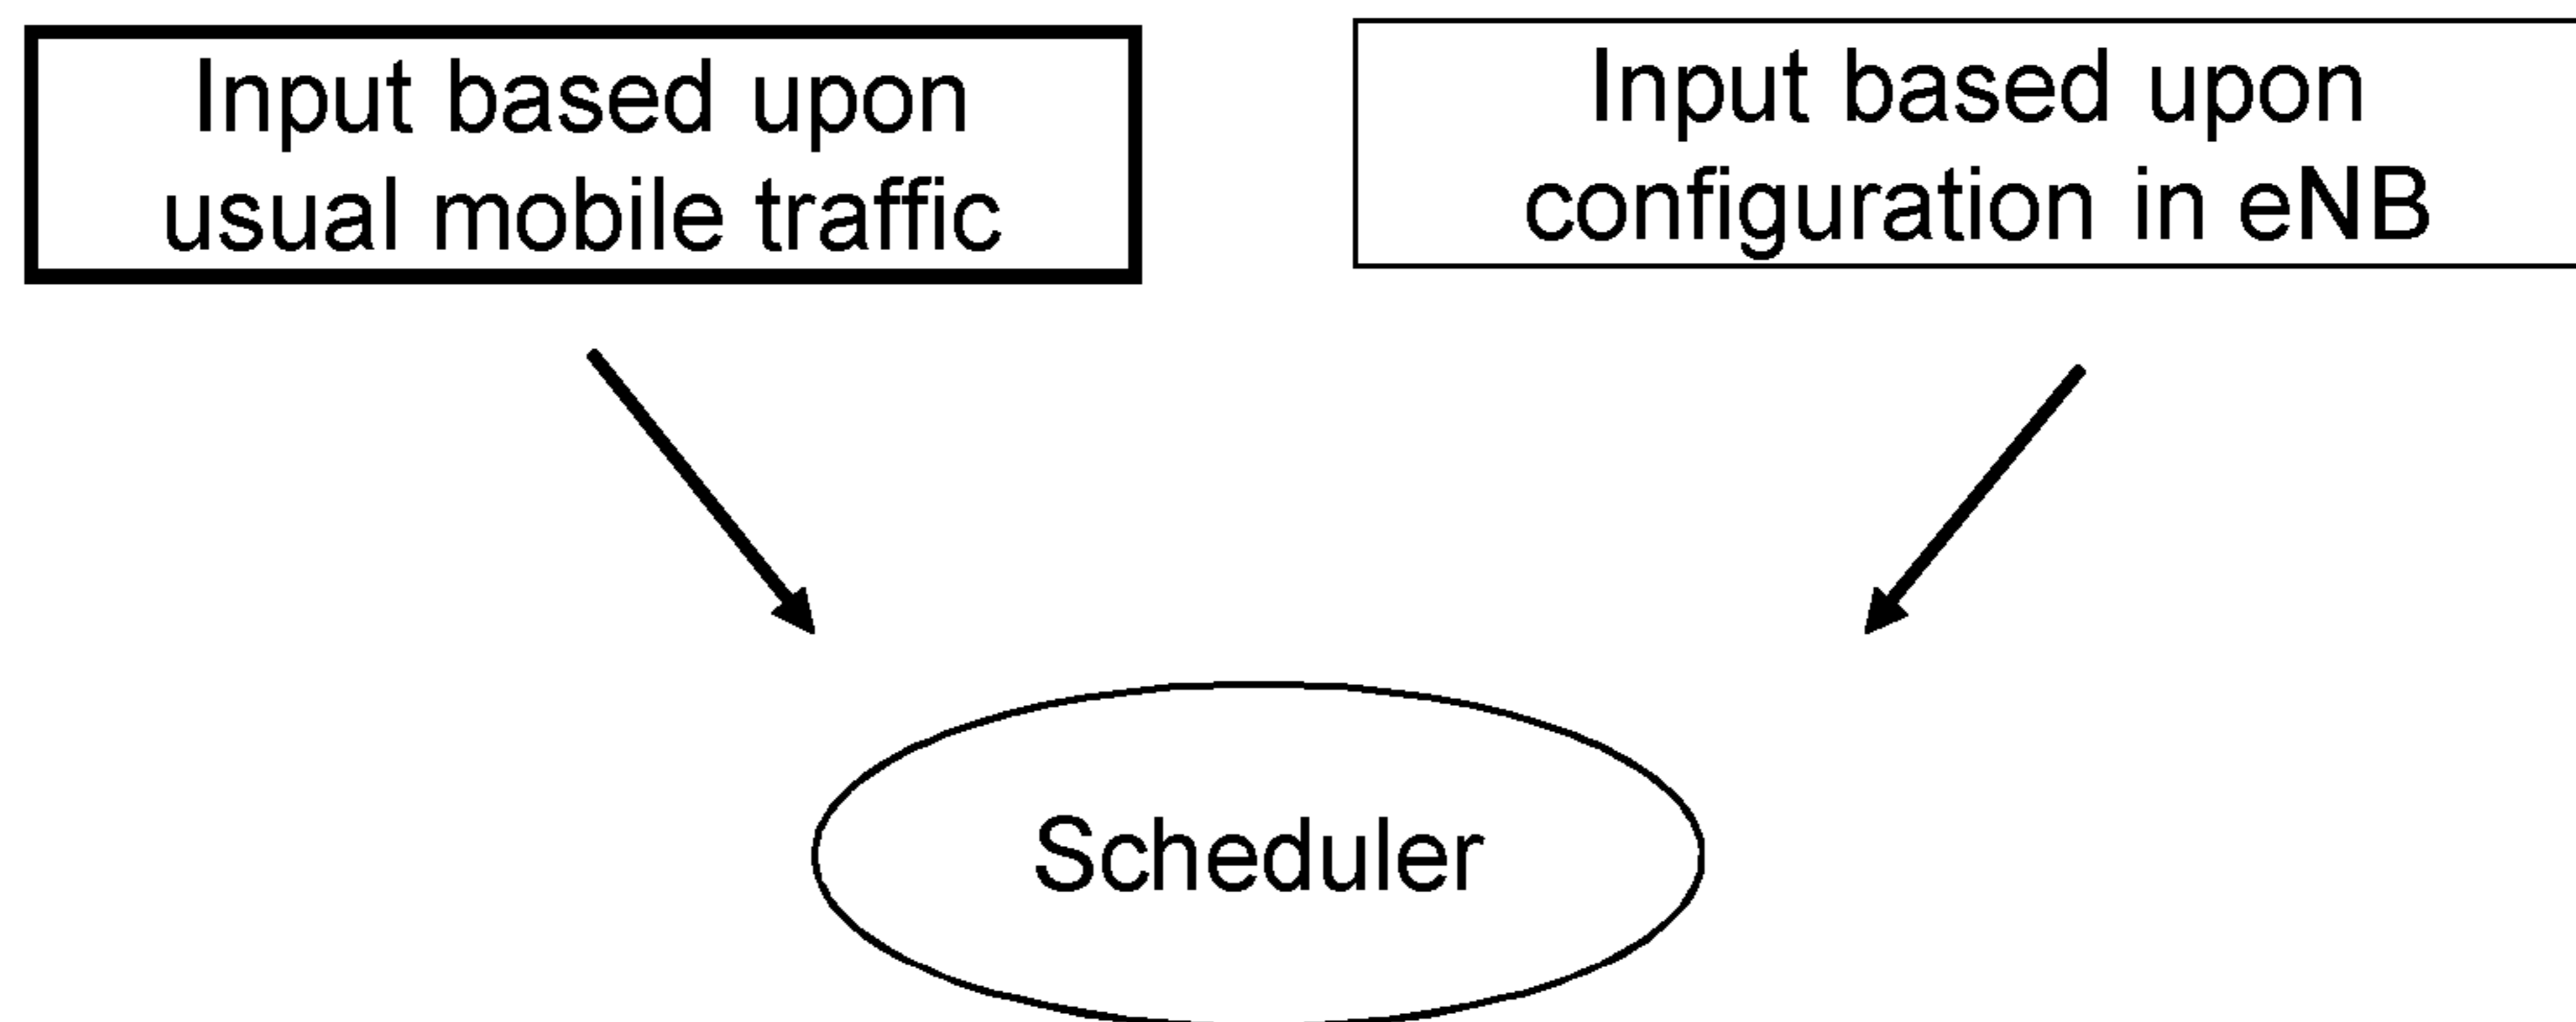 Input based upon
usual mobile traffic
Input based upon
configuration in eNB
Scheduler